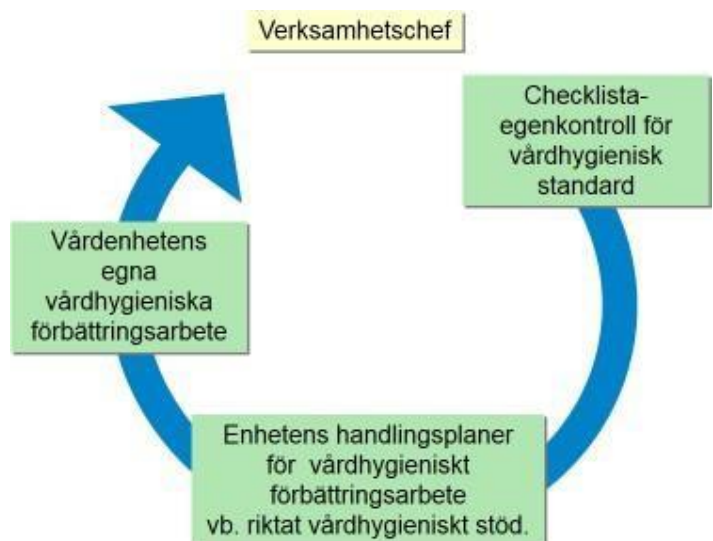 Verksamhetschef
Checklista-
egenkontroll för
vårdhygienisk
standard
Enhetens handlingsplaner
för vårdhygieniskt
förbättringsarbete
vb. riktat vårdhygieniskt stöd.
Vårdenhetens
egna
vårdhygieniska
förbättringsarbete